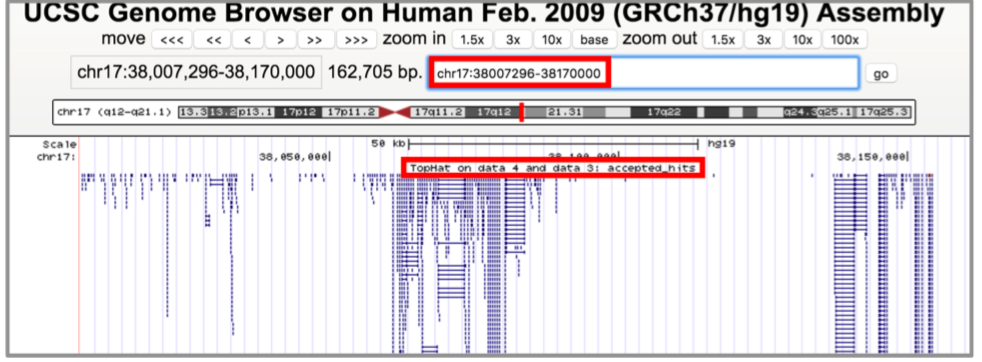 UCSC Genome Browser on Human Feb. 2009 (GRCh37/hg19) Assembly
move <<< << < > >> >>> zoom in 1.5x 3x 10x base zoom out 1.5x 3x 10x 100x
chr17:38,007,296-38,170,000 162,705 bp. chr17:38007296-38170000 go
chr17 (q12-q21.1) 13.3 13.2 p13.1 17p12 17p11.2 17q11.2 17q12 21.31 17q22 q24.3 q25.1 17q25.3
Scale 50 kb hg19
chr17: 38,050,000| 38,100,000| 38,150,000|
TopHat on data 4 and data 3: accepted_hits